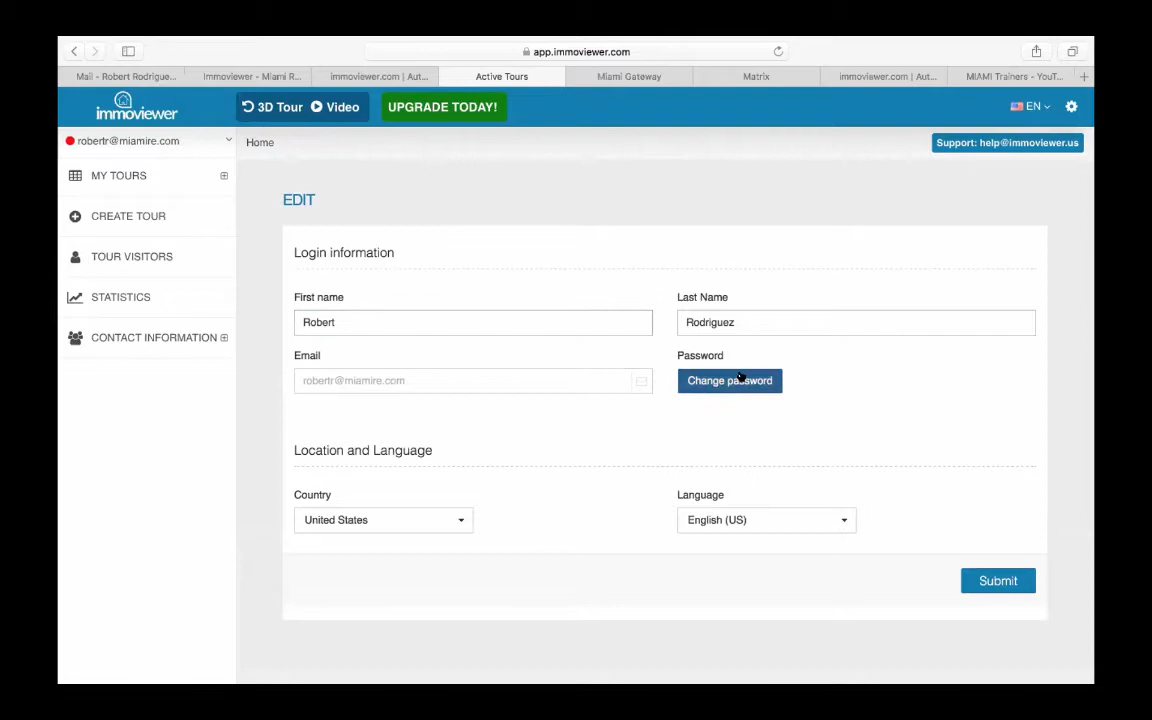 app.immoviewer.com
Mail - Robert Rodrigue...
Immoviewer - Miami R...
immoviewer.com | Aut...
Active Tours
Miami Gateway
Matrix
immoviewer.com | Aut...
MIAMI Trainers - YouT...
immoviewer
3D Tour Video
UPGRADE TODAY!
EN
robertr@miamire.com
Home
Support: help@immoviewer.us
MY TOURS
CREATE TOUR
TOUR VISITORS
STATISTICS
CONTACT INFORMATION
EDIT
Login information
First name
Last Name
Robert
Rodriguez
Email
Password
robertr@miamire.com
Change password
Location and Language
Country
Language
United States
English (US)
Submit